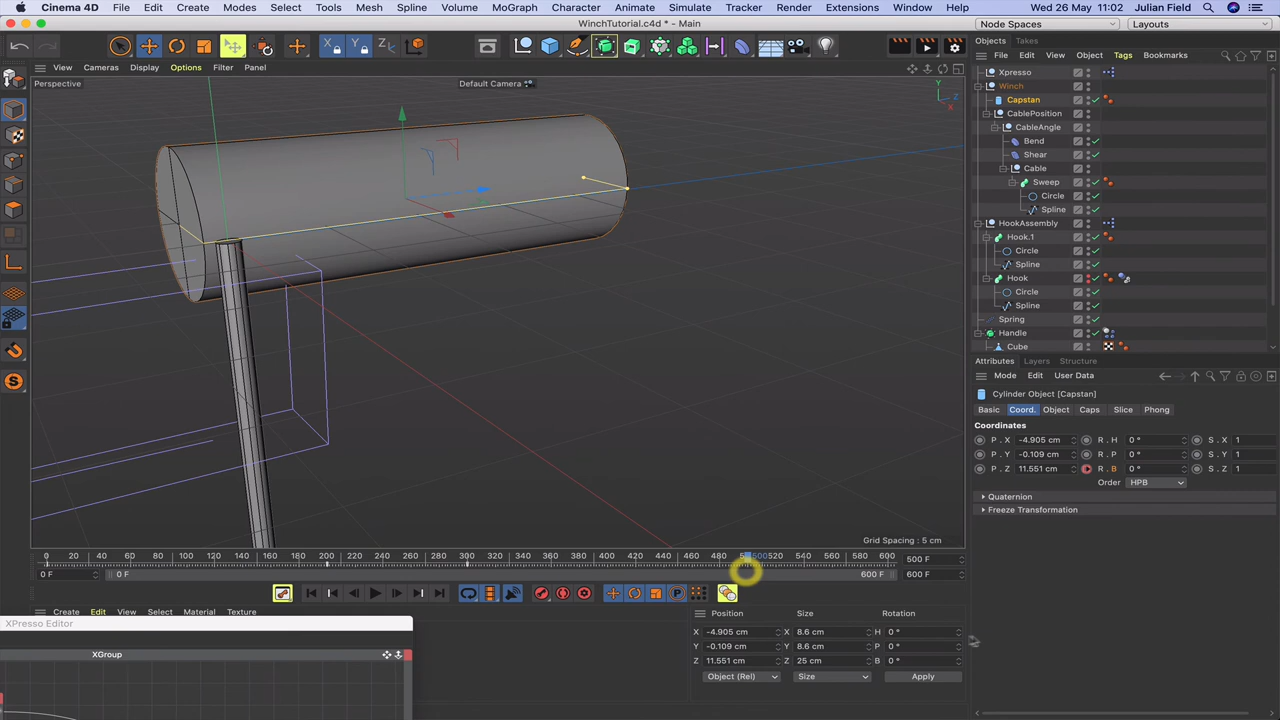 Cinema 4D File Edit Create Modes Select Tools Mesh Spline Volume MoGraph Character Animate Simulate Tracker Render Extensions Window Help Wed 26 May 11:02 Julian Field
WinchTutorial.c4d * - Main
Node Spaces Layouts
Objects Takes
File Edit View Object Tags Bookmarks
View Cameras Display Options Filter Panel
Perspective
Default Camera
Y
Z
X
Xpresso
Winch
Capstan
CablePosition
CableAngle
Bend
Shear
Cable
Sweep
Circle
Spline
HookAssembly
Hook.1
Circle
Spline
Hook
Circle
Spline
Spring
Handle
Cube
Attributes Layers Structure
Mode Edit User Data
Cylinder Object [Capstan]
Basic Coord. Object Caps Slice Phong
Coordinates
P . X -4.905 cm R . H 0 ° S . X 1
P . Y -0.109 cm R . P 0 ° S . Y 1
P . Z 11.551 cm R . B 0 ° S . Z 1
Order HPB
Quaternion
Freeze Transformation
Grid Spacing : 5 cm
0 20 40 60 80 100 120 140 160 180 200 220 240 260 280 300 320 340 360 380 400 420 440 460 480 500 520 540 560 580 600 500 F
0 F 0 F 600 F 600 F
Create Edit View Select Material Texture
XPresso Editor
XGroup
Position Size Rotation
X -4.905 cm X 8.6 cm H 0 °
Y -0.109 cm Y 8.6 cm P 0 °
Z 11.551 cm Z 25 cm B 0 °
Object (Rel) Size Apply